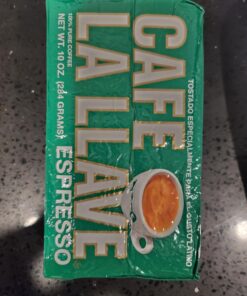 CAFE
LA LLAVE
ESPRESSO
100% PURE COFFEE
NET WT. 10 OZ. (284 GRAMS)
TOSTADO ESPECIALMENTE PARA EL GUSTO LATINO